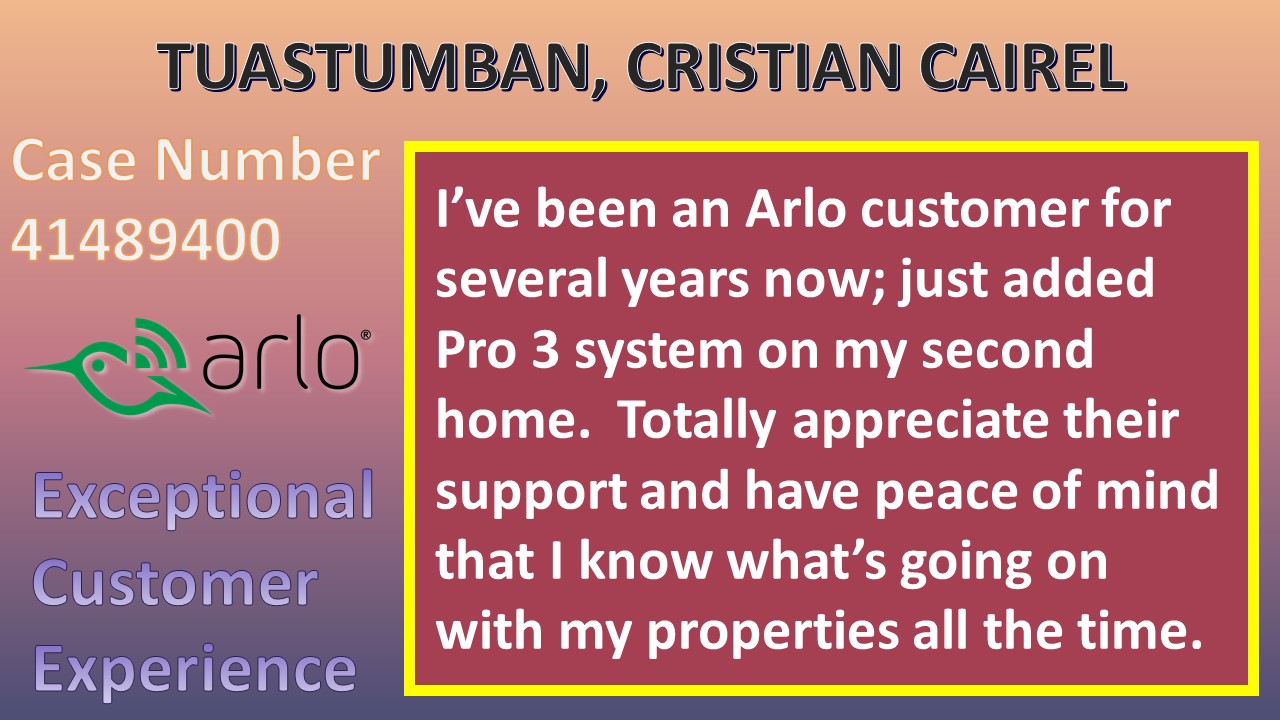 TUASTUMBAN, CRISTIAN CAIREL
Case Number
41489400
arlo®
Exceptional
Customer
Experience
I’ve been an Arlo customer for
several years now; just added
Pro 3 system on my second
home.  Totally appreciate their
support and have peace of mind
that I know what’s going on
with my properties all the time.